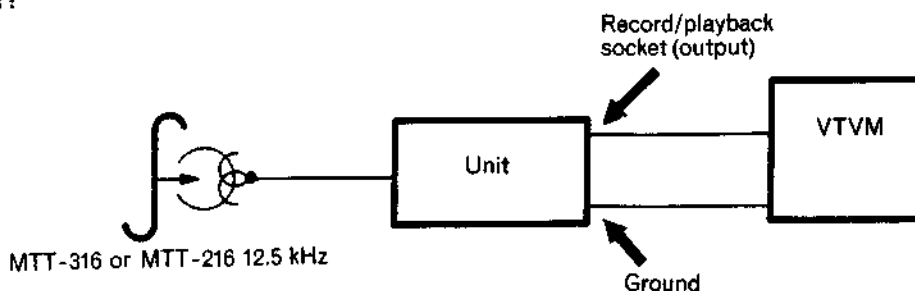 Record/playback
socket (output)
VTVM
Unit
MTT-316 or MTT-216 12.5 kHz
Ground